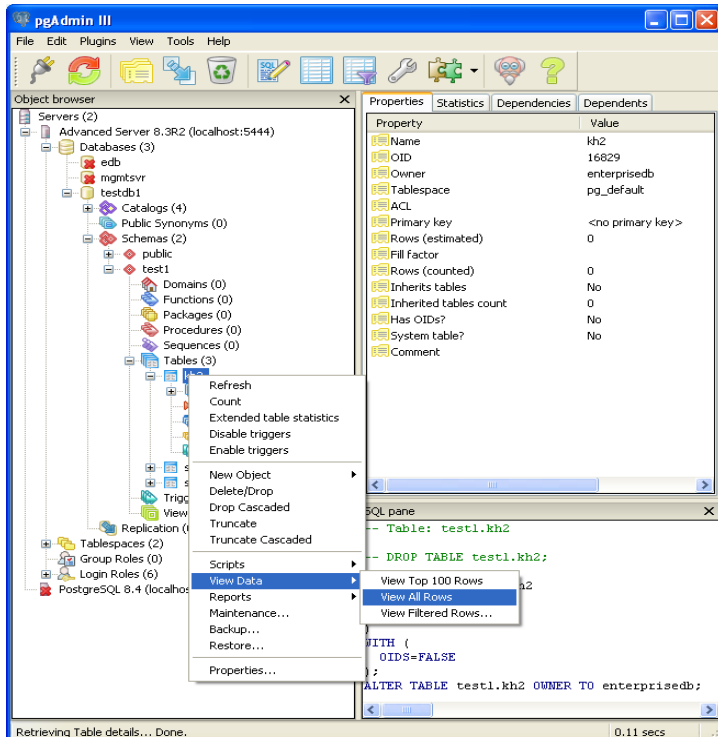 pgAdmin III
File Edit Plugins View Tools Help
SQL
Object browser
Servers (2)
Advanced Server 8.3R2 (localhost:5444)
Databases (3)
edb
mgmtsvr
testdb1
Catalogs (4)
Public Synonyms (0)
Schemas (2)
public
test1
Domains (0)
Functions (0)
Packages (0)
Procedures (0)
Sequences (0)
Tables (3)
kh2
s
s
Trigg
View
Replication (
Tablespaces (2)
Group Roles (0)
Login Roles (6)
PostgreSQL 8.4 (localhos
Refresh
Count
Extended table statistics
Disable triggers
Enable triggers
New Object
Delete/Drop
Drop Cascaded
Truncate
Truncate Cascaded
Scripts
View Data
Reports
Maintenance...
Backup...
Restore...
Properties...
View Top 100 Rows
View All Rows
View Filtered Rows...
Properties Statistics Dependencies Dependents
Property Value
Name kh2
OID 16829
Owner enterprisedb
Tablespace pg_default
ACL
Primary key <no primary key>
Rows (estimated) 0
Fill factor
Rows (counted) 0
Inherits tables No
Inherited tables count 0
Has OIDs? No
System table? No
Comment
SQL pane
-- Table: test1.kh2
-- DROP TABLE test1.kh2;
h2
)
WITH (
OIDS=FALSE
);
ALTER TABLE test1.kh2 OWNER TO enterprisedb;
Retrieving Table details... Done. 0.11 secs